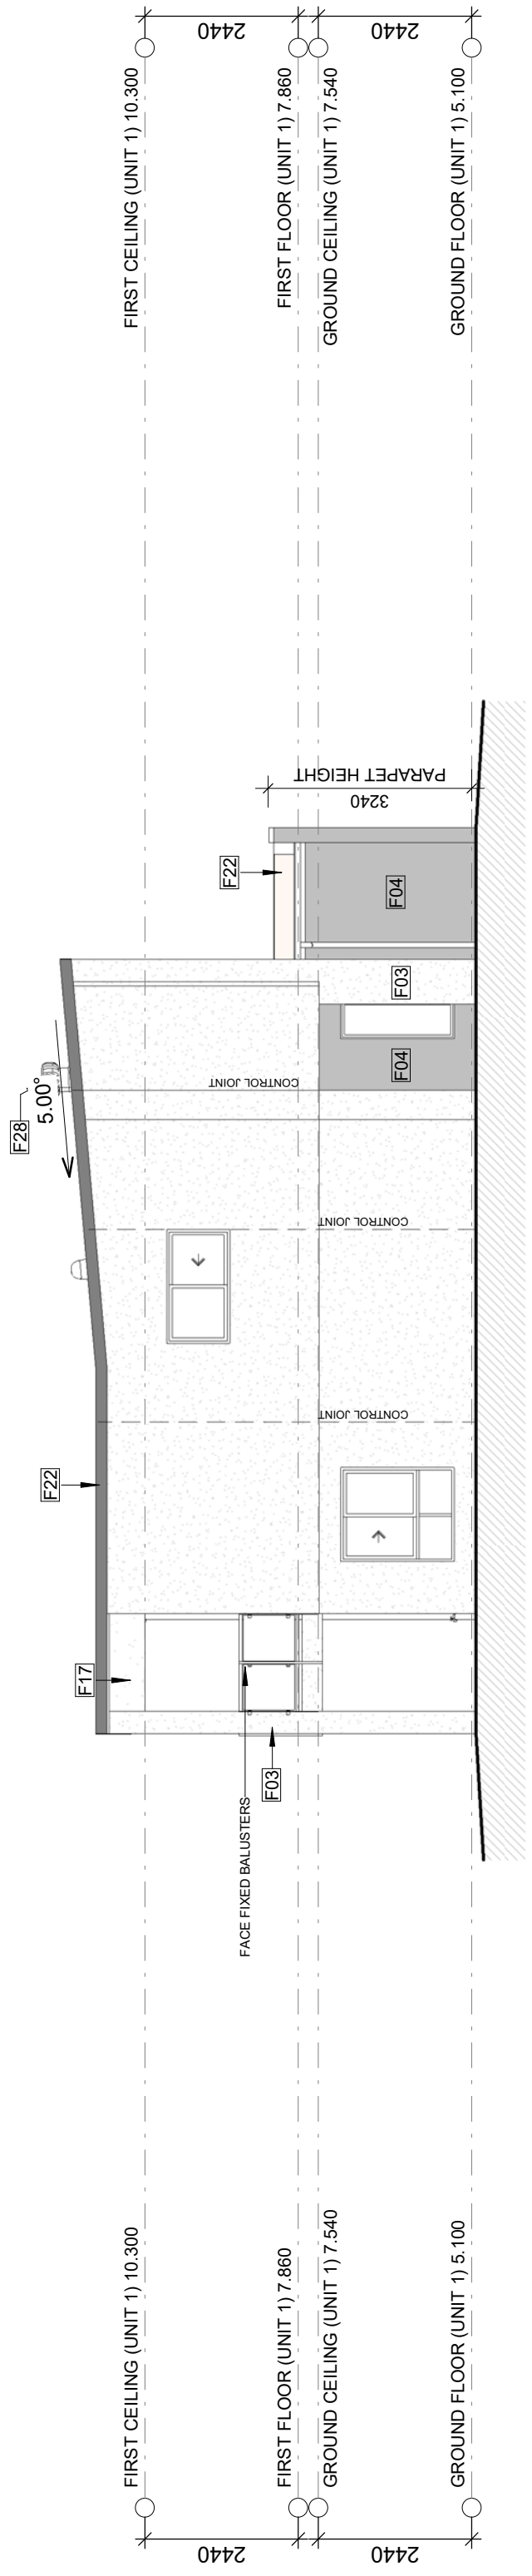 2440
2440
FIRST CEILING (UNIT 1) 10.300
FIRST FLOOR (UNIT 1) 7.860
GROUND CEILING (UNIT 1) 7.540
GROUND FLOOR (UNIT 1) 5.100
PARAPET HEIGHT
3240
F22
F04
F03
F04
F28
5.00°
CONTROL JOINT
CONTROL JOINT
CONTROL JOINT
F22
F17
F03
FACE FIXED BALUSTERS
FIRST CEILING (UNIT 1) 10.300
FIRST FLOOR (UNIT 1) 7.860
GROUND CEILING (UNIT 1) 7.540
GROUND FLOOR (UNIT 1) 5.100
2440
2440